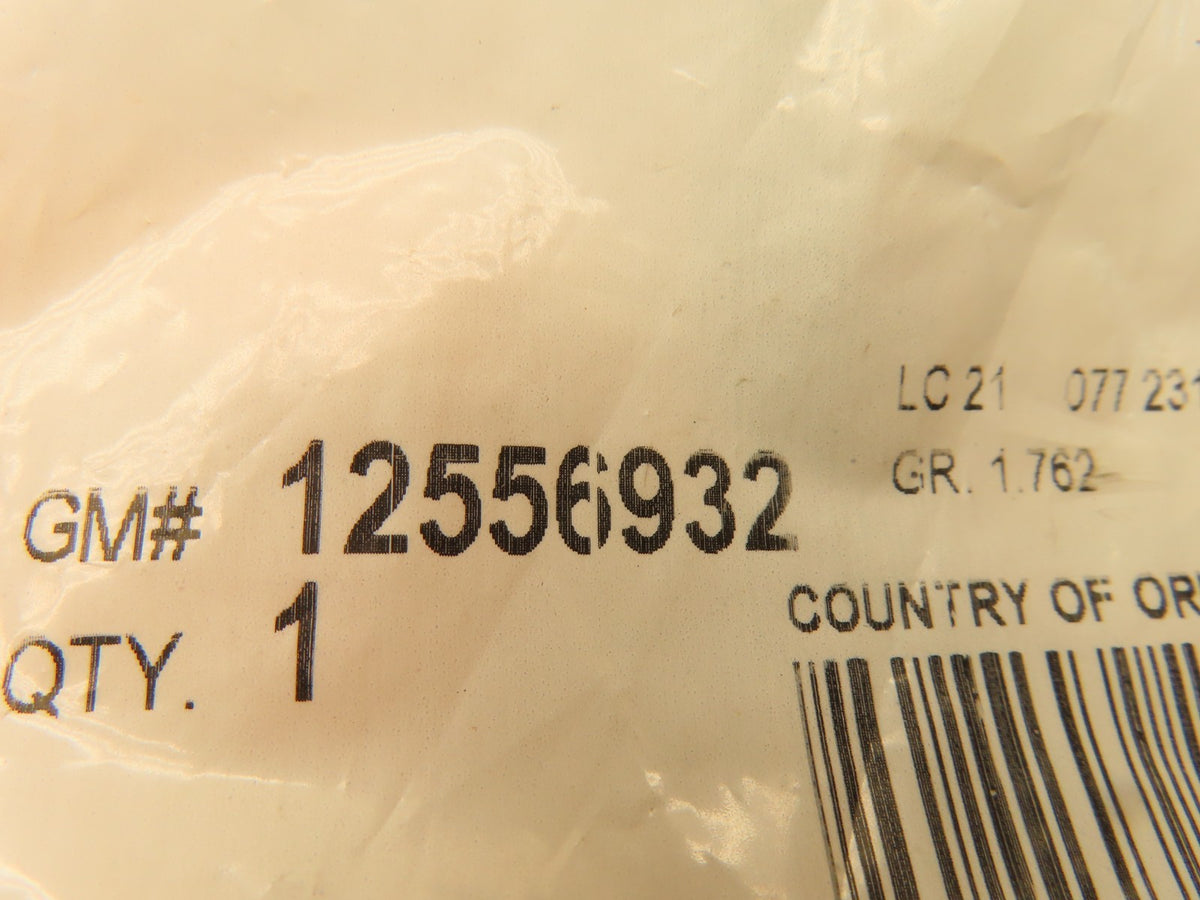 LC 21 077 231
GM# 12556932 GR. 1.762
QTY. 1
COUNTRY OF OR